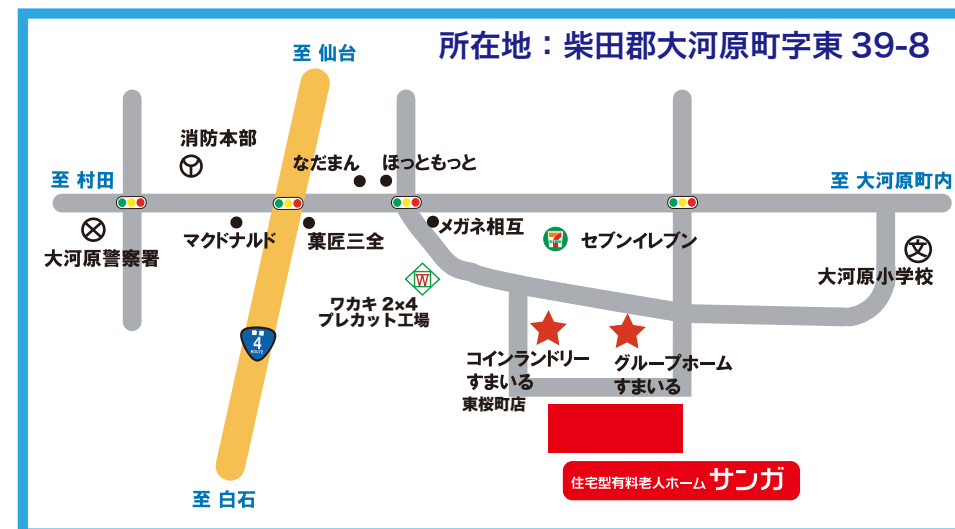 所在地：柴田郡大河原町字東 39-8
至 仙台
消防本部
なだまん
ほっともっと
至 村田
至 大河原町内
マクドナルド
菓匠三全
メガネ相互
セブンイレブン
大河原警察署
大河原小学校
文
W
ワカキ 2×4
プレカット工場
4
ROUTE
コインランドリー
すまいる
東桜町店
グループホーム
すまいる
至 白石
住宅型有料老人ホーム サンガ